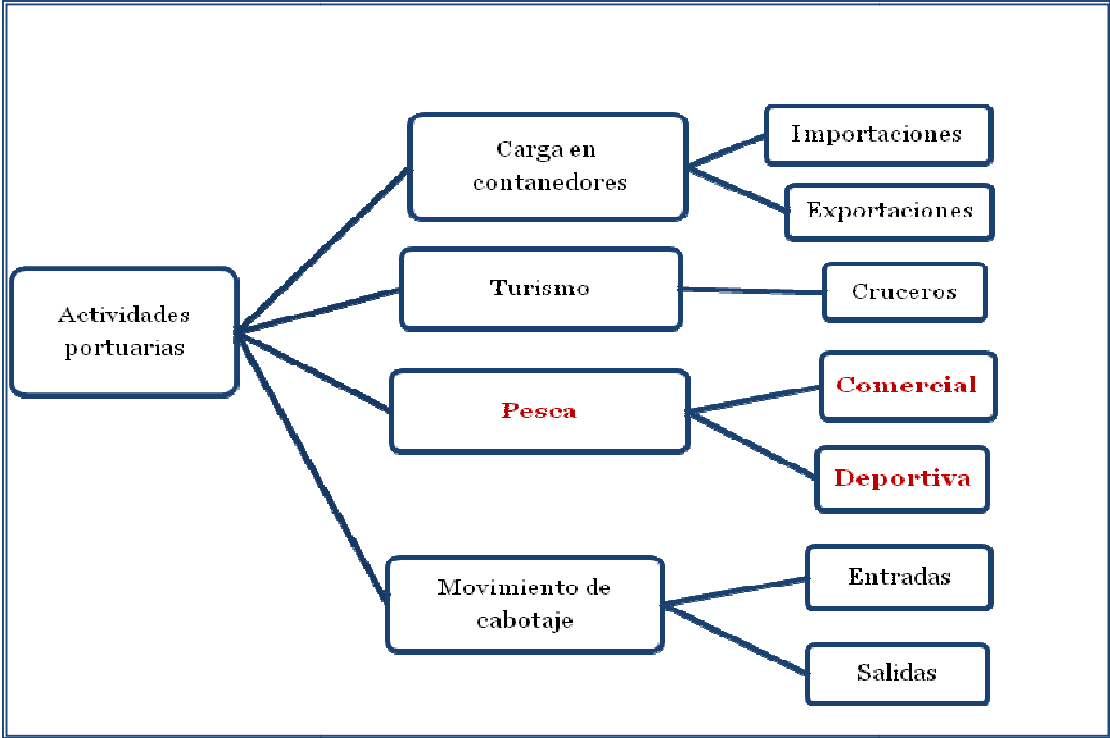 Actividades
portuarias
Carga en
contanedores
Importaciones
Exportaciones
Turismo
Cruceros
Pesca
Comercial
Deportiva
Movimiento de
cabotaje
Entradas
Salidas